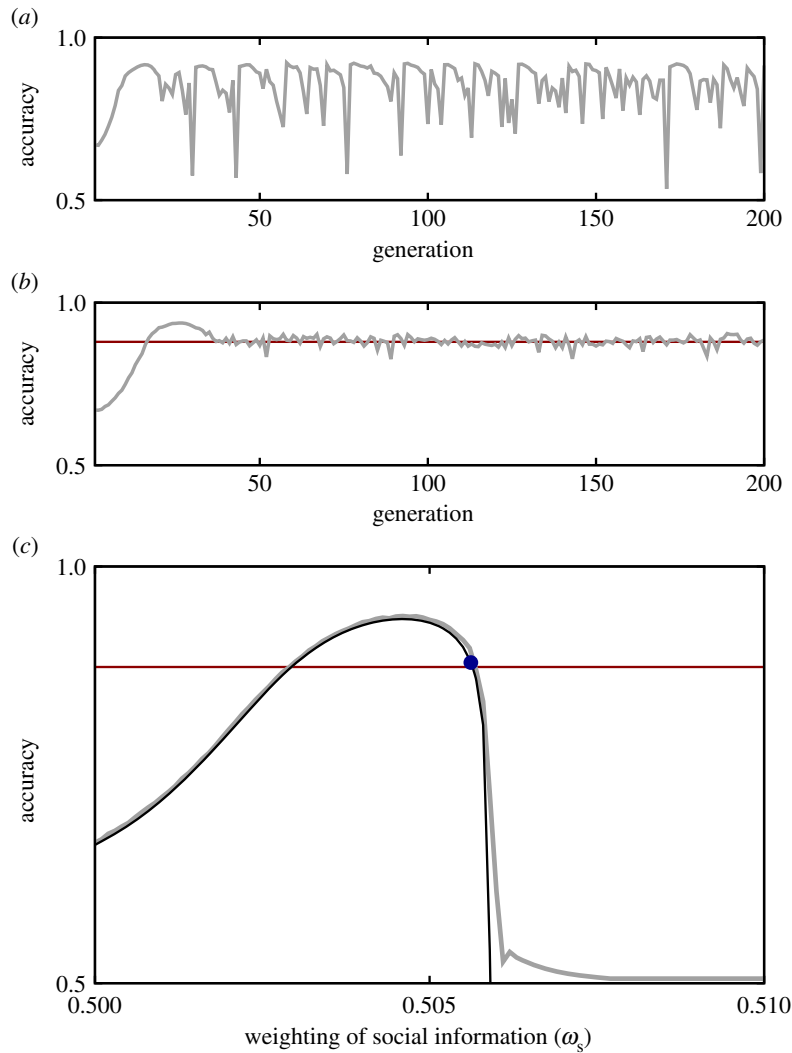 (a)
1.0
accuracy
0.5
50 100 150 200
generation
(b)
1.0
accuracy
0.5
50 100 150 200
generation
(c)
1.0
accuracy
0.5
0.500 0.505 0.510
weighting of social information (ωs)